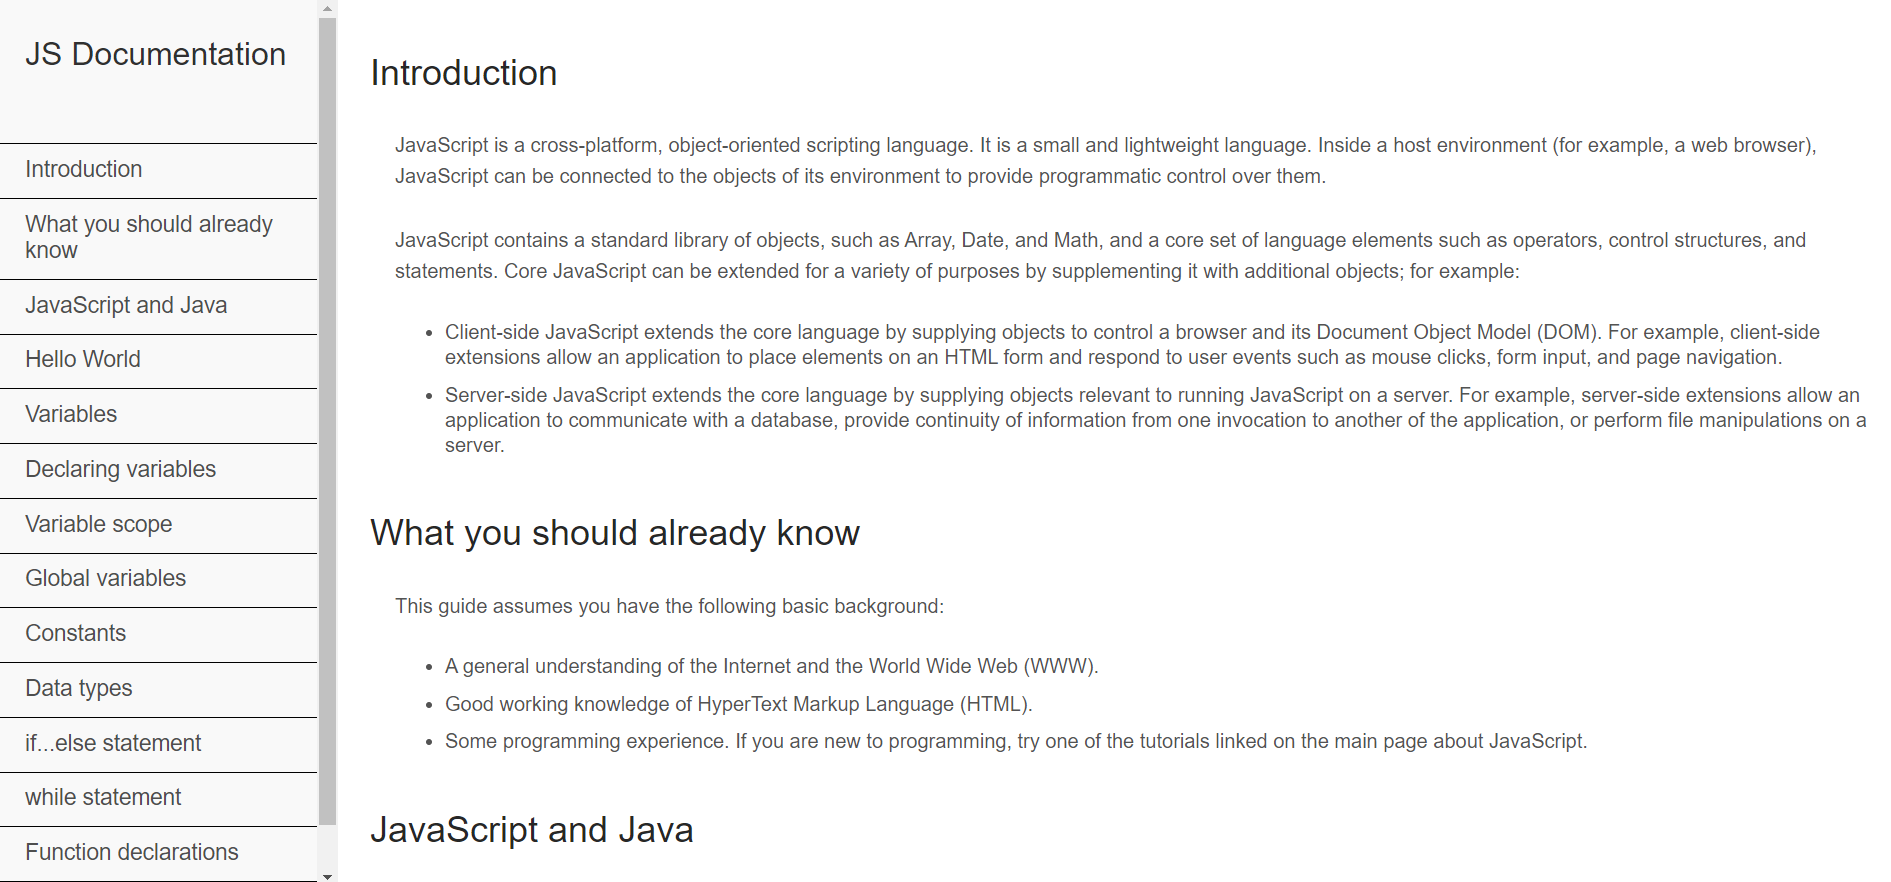 JS Documentation
Introduction
What you should already
know
JavaScript and Java
Hello World
Variables
Declaring variables
Variable scope
Global variables
Constants
Data types
if...else statement
while statement
Function declarations
Introduction
JavaScript is a cross-platform, object-oriented scripting language. It is a small and lightweight language. Inside a host environment (for example, a web browser),
JavaScript can be connected to the objects of its environment to provide programmatic control over them.
JavaScript contains a standard library of objects, such as Array, Date, and Math, and a core set of language elements such as operators, control structures, and
statements. Core JavaScript can be extended for a variety of purposes by supplementing it with additional objects; for example:
• Client-side JavaScript extends the core language by supplying objects to control a browser and its Document Object Model (DOM). For example, client-side
extensions allow an application to place elements on an HTML form and respond to user events such as mouse clicks, form input, and page navigation.
• Server-side JavaScript extends the core language by supplying objects relevant to running JavaScript on a server. For example, server-side extensions allow an
application to communicate with a database, provide continuity of information from one invocation to another of the application, or perform file manipulations on a
server.
What you should already know
This guide assumes you have the following basic background:
• A general understanding of the Internet and the World Wide Web (WWW).
• Good working knowledge of HyperText Markup Language (HTML).
• Some programming experience. If you are new to programming, try one of the tutorials linked on the main page about JavaScript.
JavaScript and Java